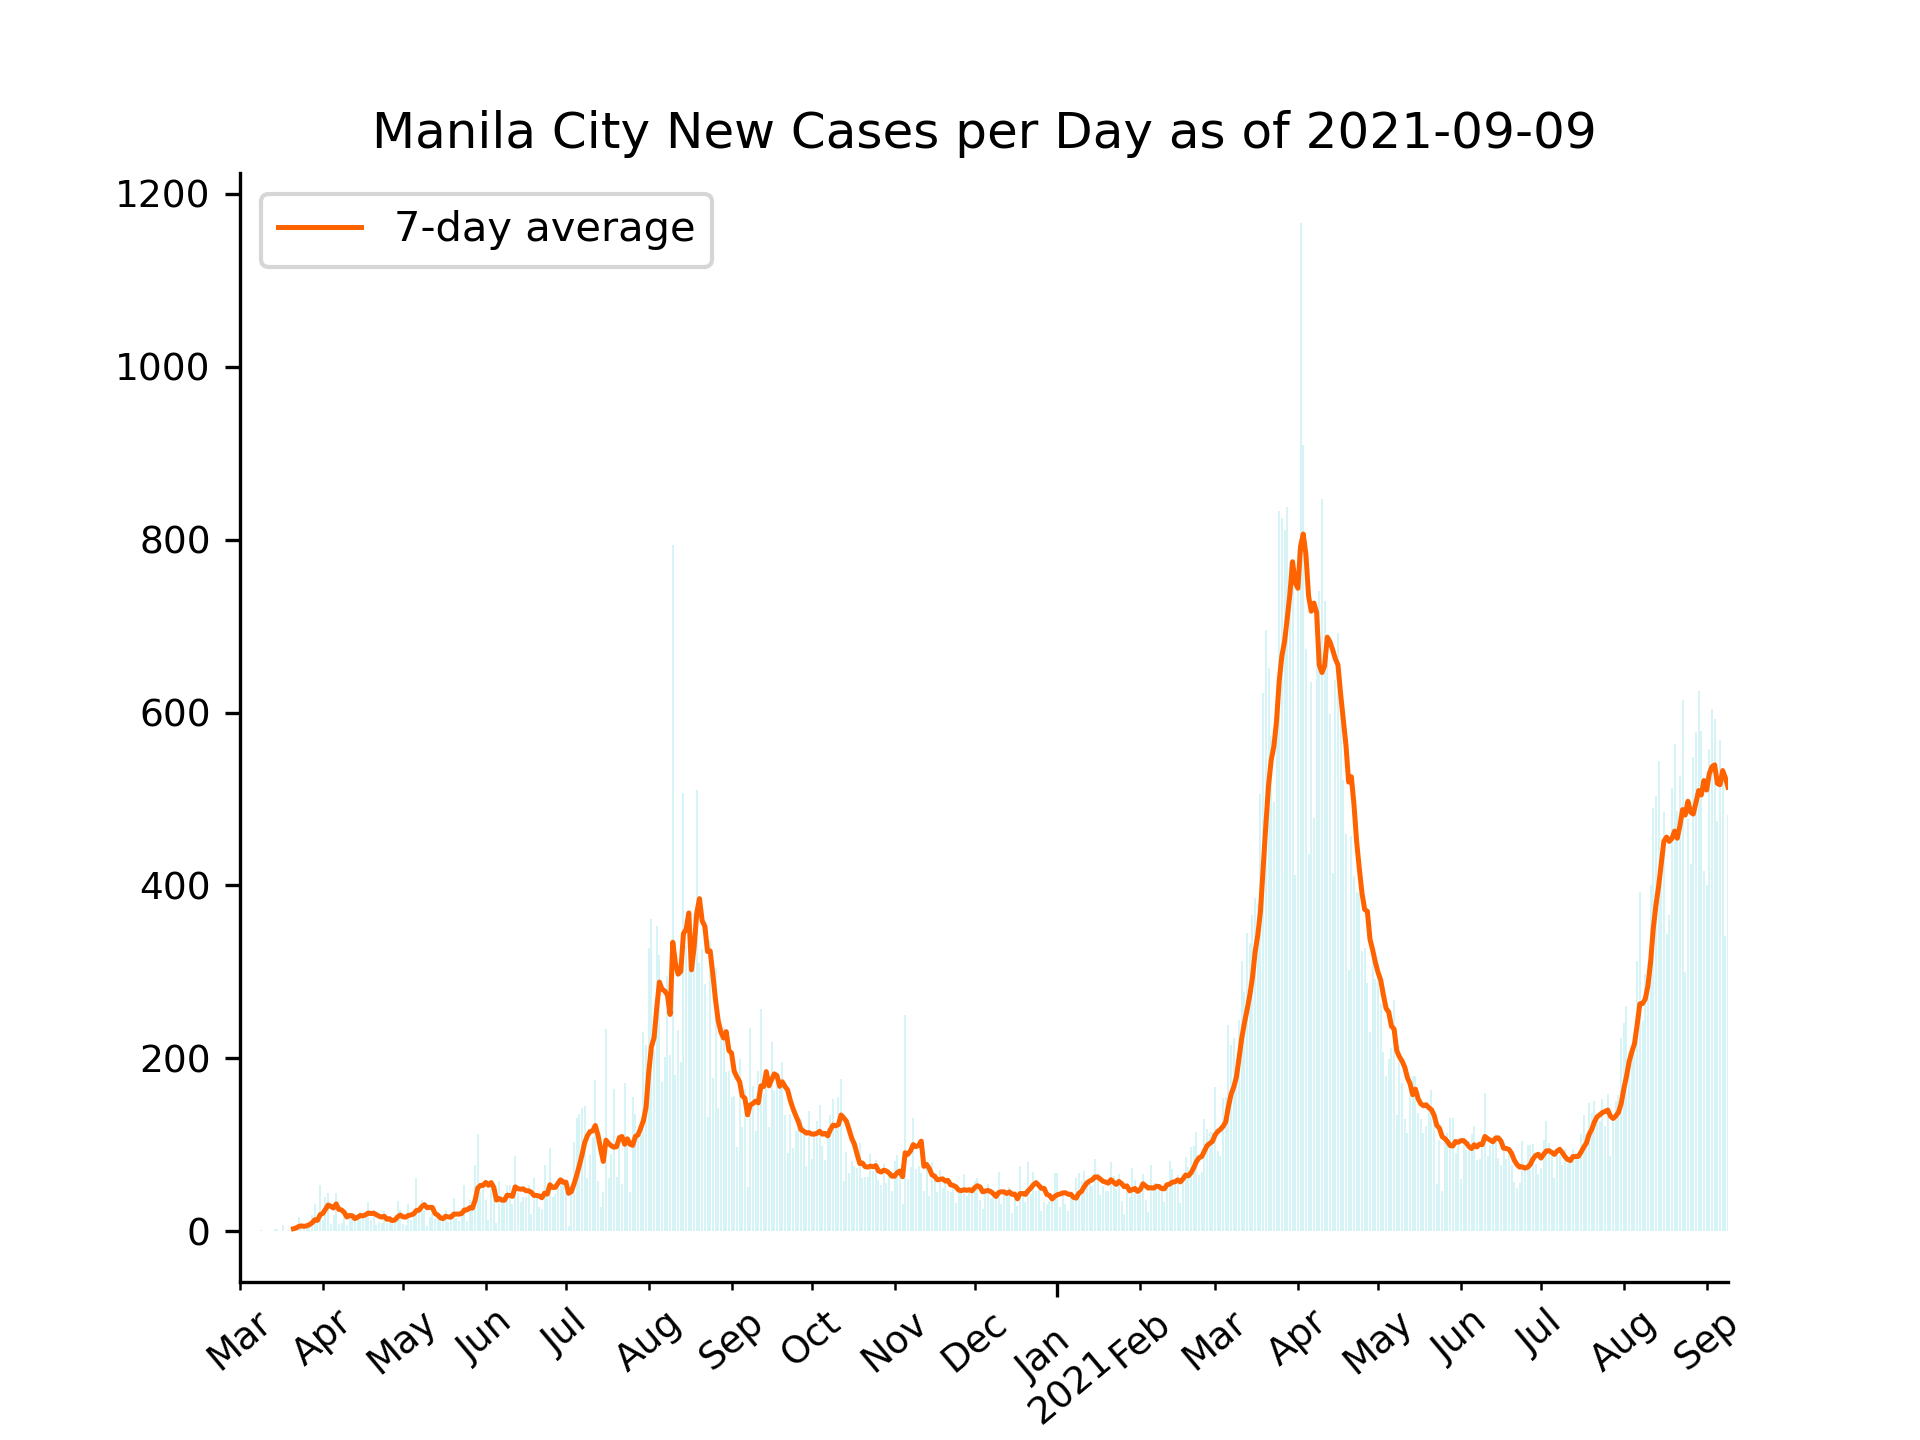 Manila City New Cases per Day as of 2021-09-09
7-day average
1200
1000
800
600
400
200
0
Mar Apr May Jun Jul Aug Sep Oct Nov Dec Jan Feb Mar Apr May Jun Jul Aug Sep
2021